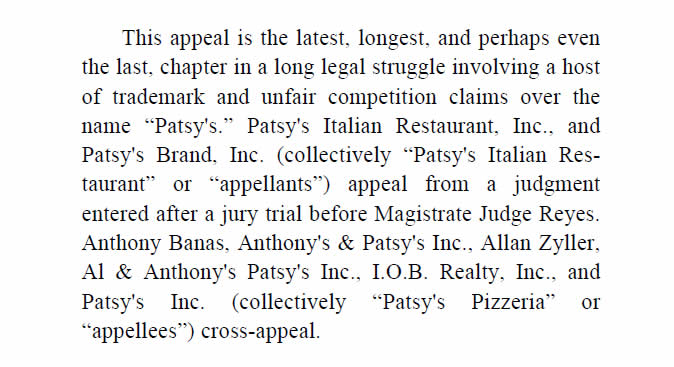 This appeal is the latest, longest, and perhaps even
the last, chapter in a long legal struggle involving a host
of trademark and unfair competition claims over the
name “Patsy's.” Patsy's Italian Restaurant, Inc., and
Patsy's Brand, Inc. (collectively “Patsy's Italian Res-
taurant” or “appellants”) appeal from a judgment
entered after a jury trial before Magistrate Judge Reyes.
Anthony Banas, Anthony's & Patsy's Inc., Allan Zyller,
Al & Anthony's Patsy's Inc., I.O.B. Realty, Inc., and
Patsy's Inc. (collectively “Patsy's Pizzeria” or
“appellees”) cross-appeal.